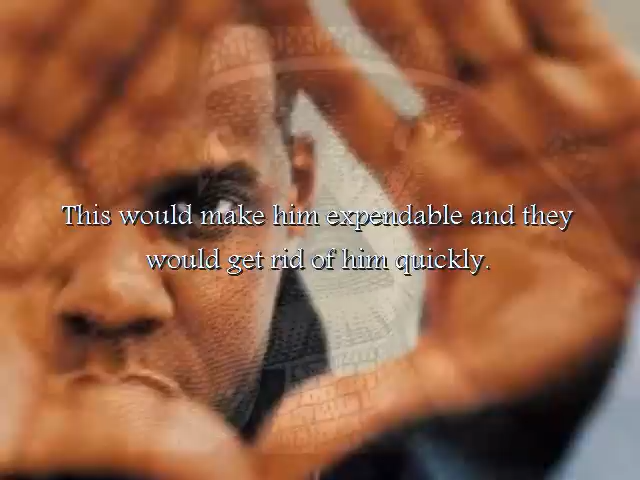 This would make him expendable and they
would get rid of him quickly.